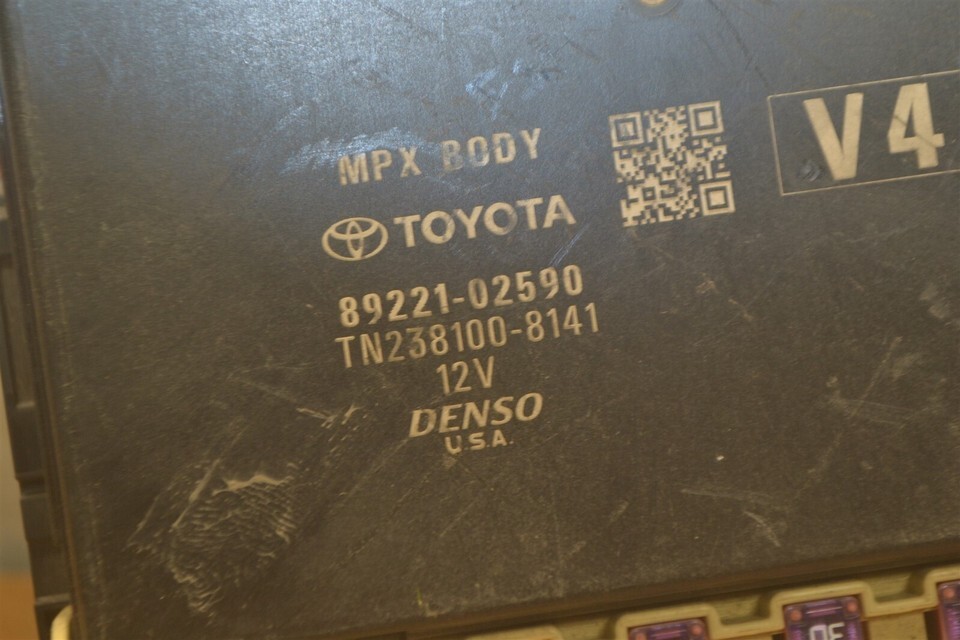 MPX BODY
V4
TOYOTA
89221-02590
TN238100-8141
12V
DENSO
U.S.A.